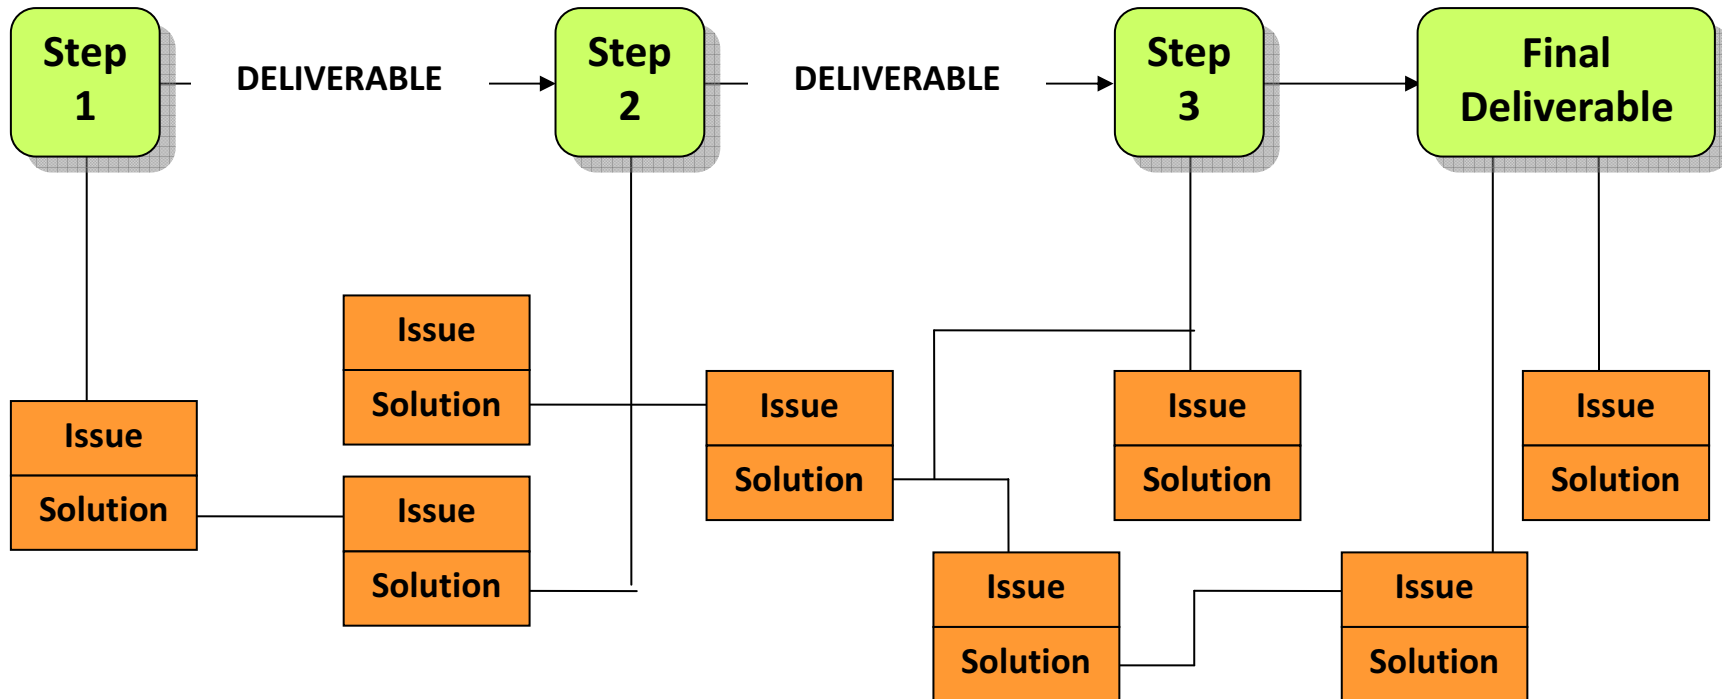 Step
1
DELIVERABLE
Step
2
DELIVERABLE
Step
3
Final
Deliverable
Issue
Solution
Issue
Solution
Issue
Solution
Issue
Solution
Issue
Solution
Issue
Solution
Issue
Solution
Issue
Solution